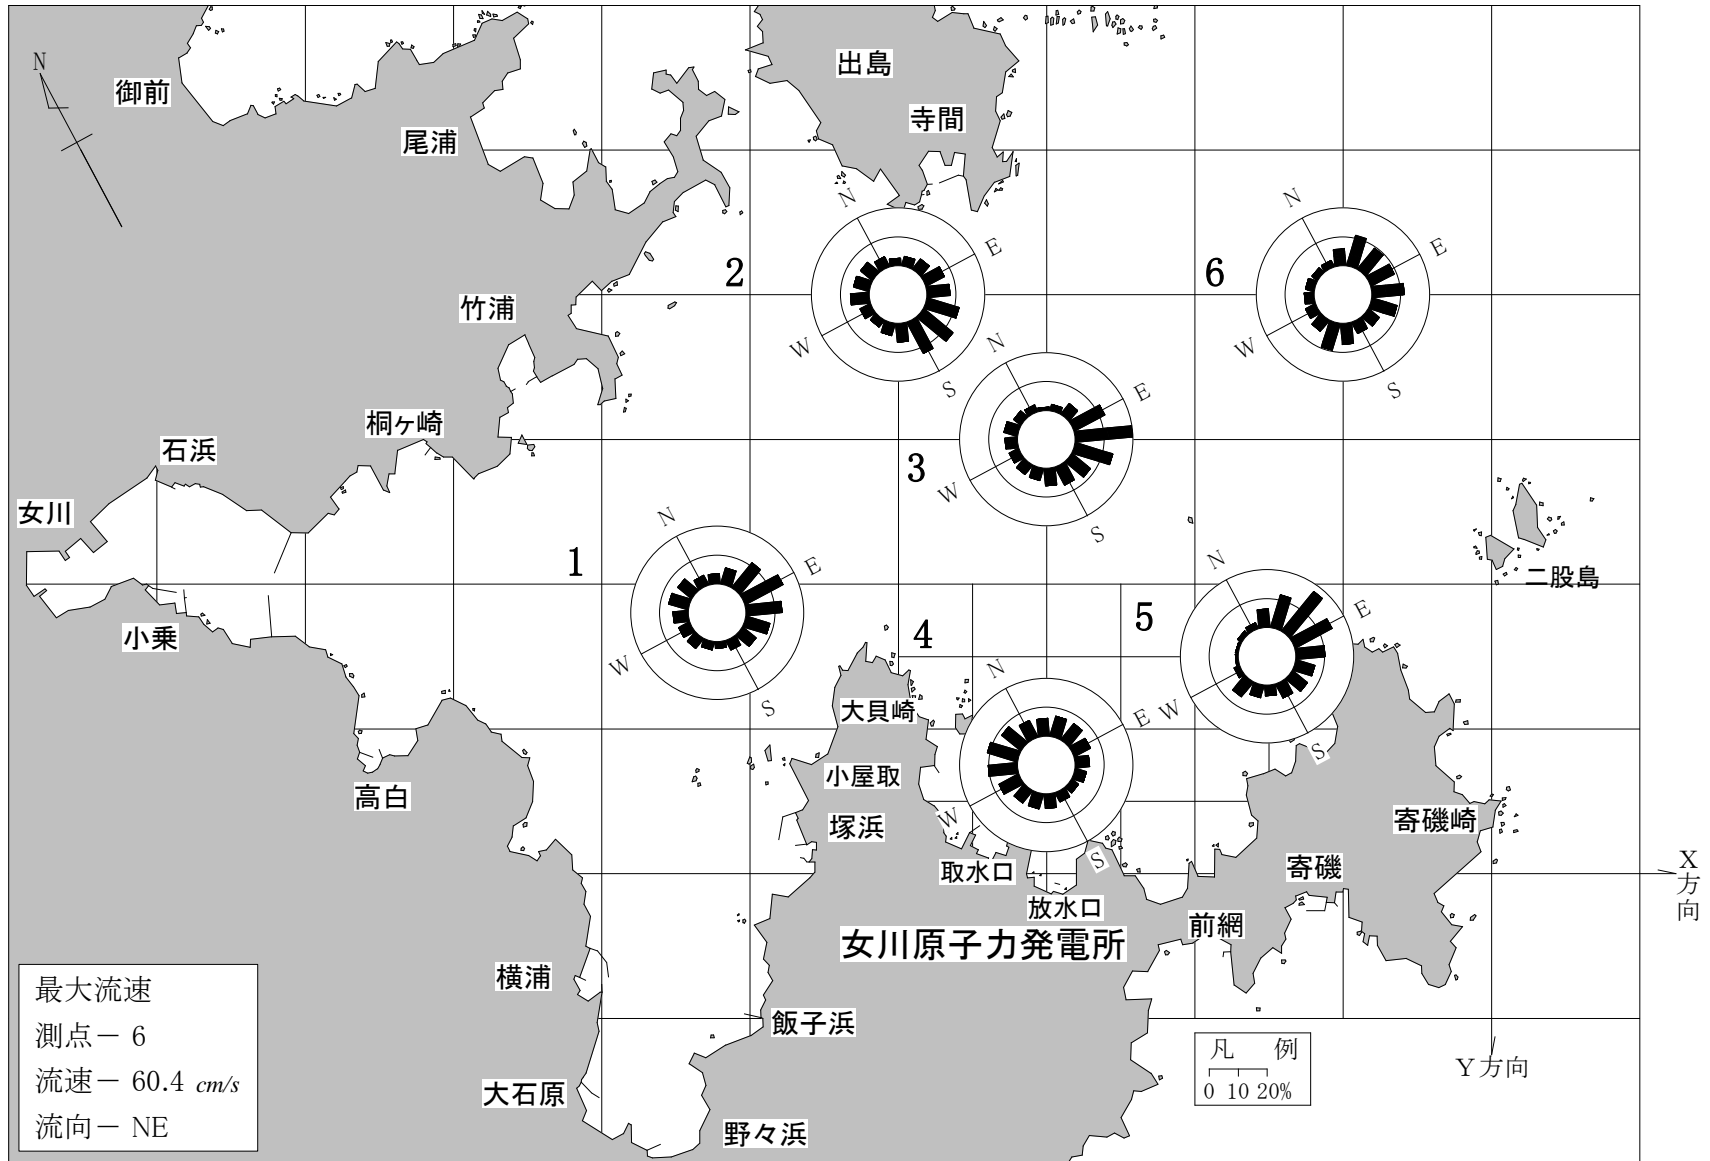 N
御前
尾浦
出島
寺間
竹浦
桐ヶ崎
石浜
女川
小乗
高白
横浦
大石原
野々浜
飯子浜
塚浜
小屋取
大貝崎
取水口
放水口
女川原子力発電所
前網
寄磯
寄磯崎
二股島
1
N
E
S
W
2
N
E
S
W
3
N
E
S
W
4
N
E
S
W
5
N
E
S
W
6
N
E
S
W
X方向
Y方向
最大流速
測点－ 6
流速－ 60.4 cm/s
流向－ NE
凡 例
0 10 20%